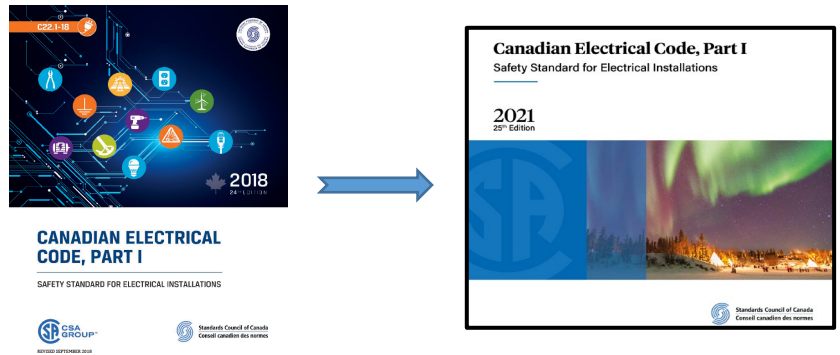 C22.1-18
2018
24TH EDITION
CANADIAN ELECTRICAL
CODE, PART I
SAFETY STANDARD FOR ELECTRICAL INSTALLATIONS
CSA
GROUP
Standards Council of Canada
Conseil canadien des normes
REVISED SEPTEMBER 2018
Canadian Electrical Code, Part I
Safety Standard for Electrical Installations
2021
25th Edition
Standards Council of Canada
Conseil canadien des normes